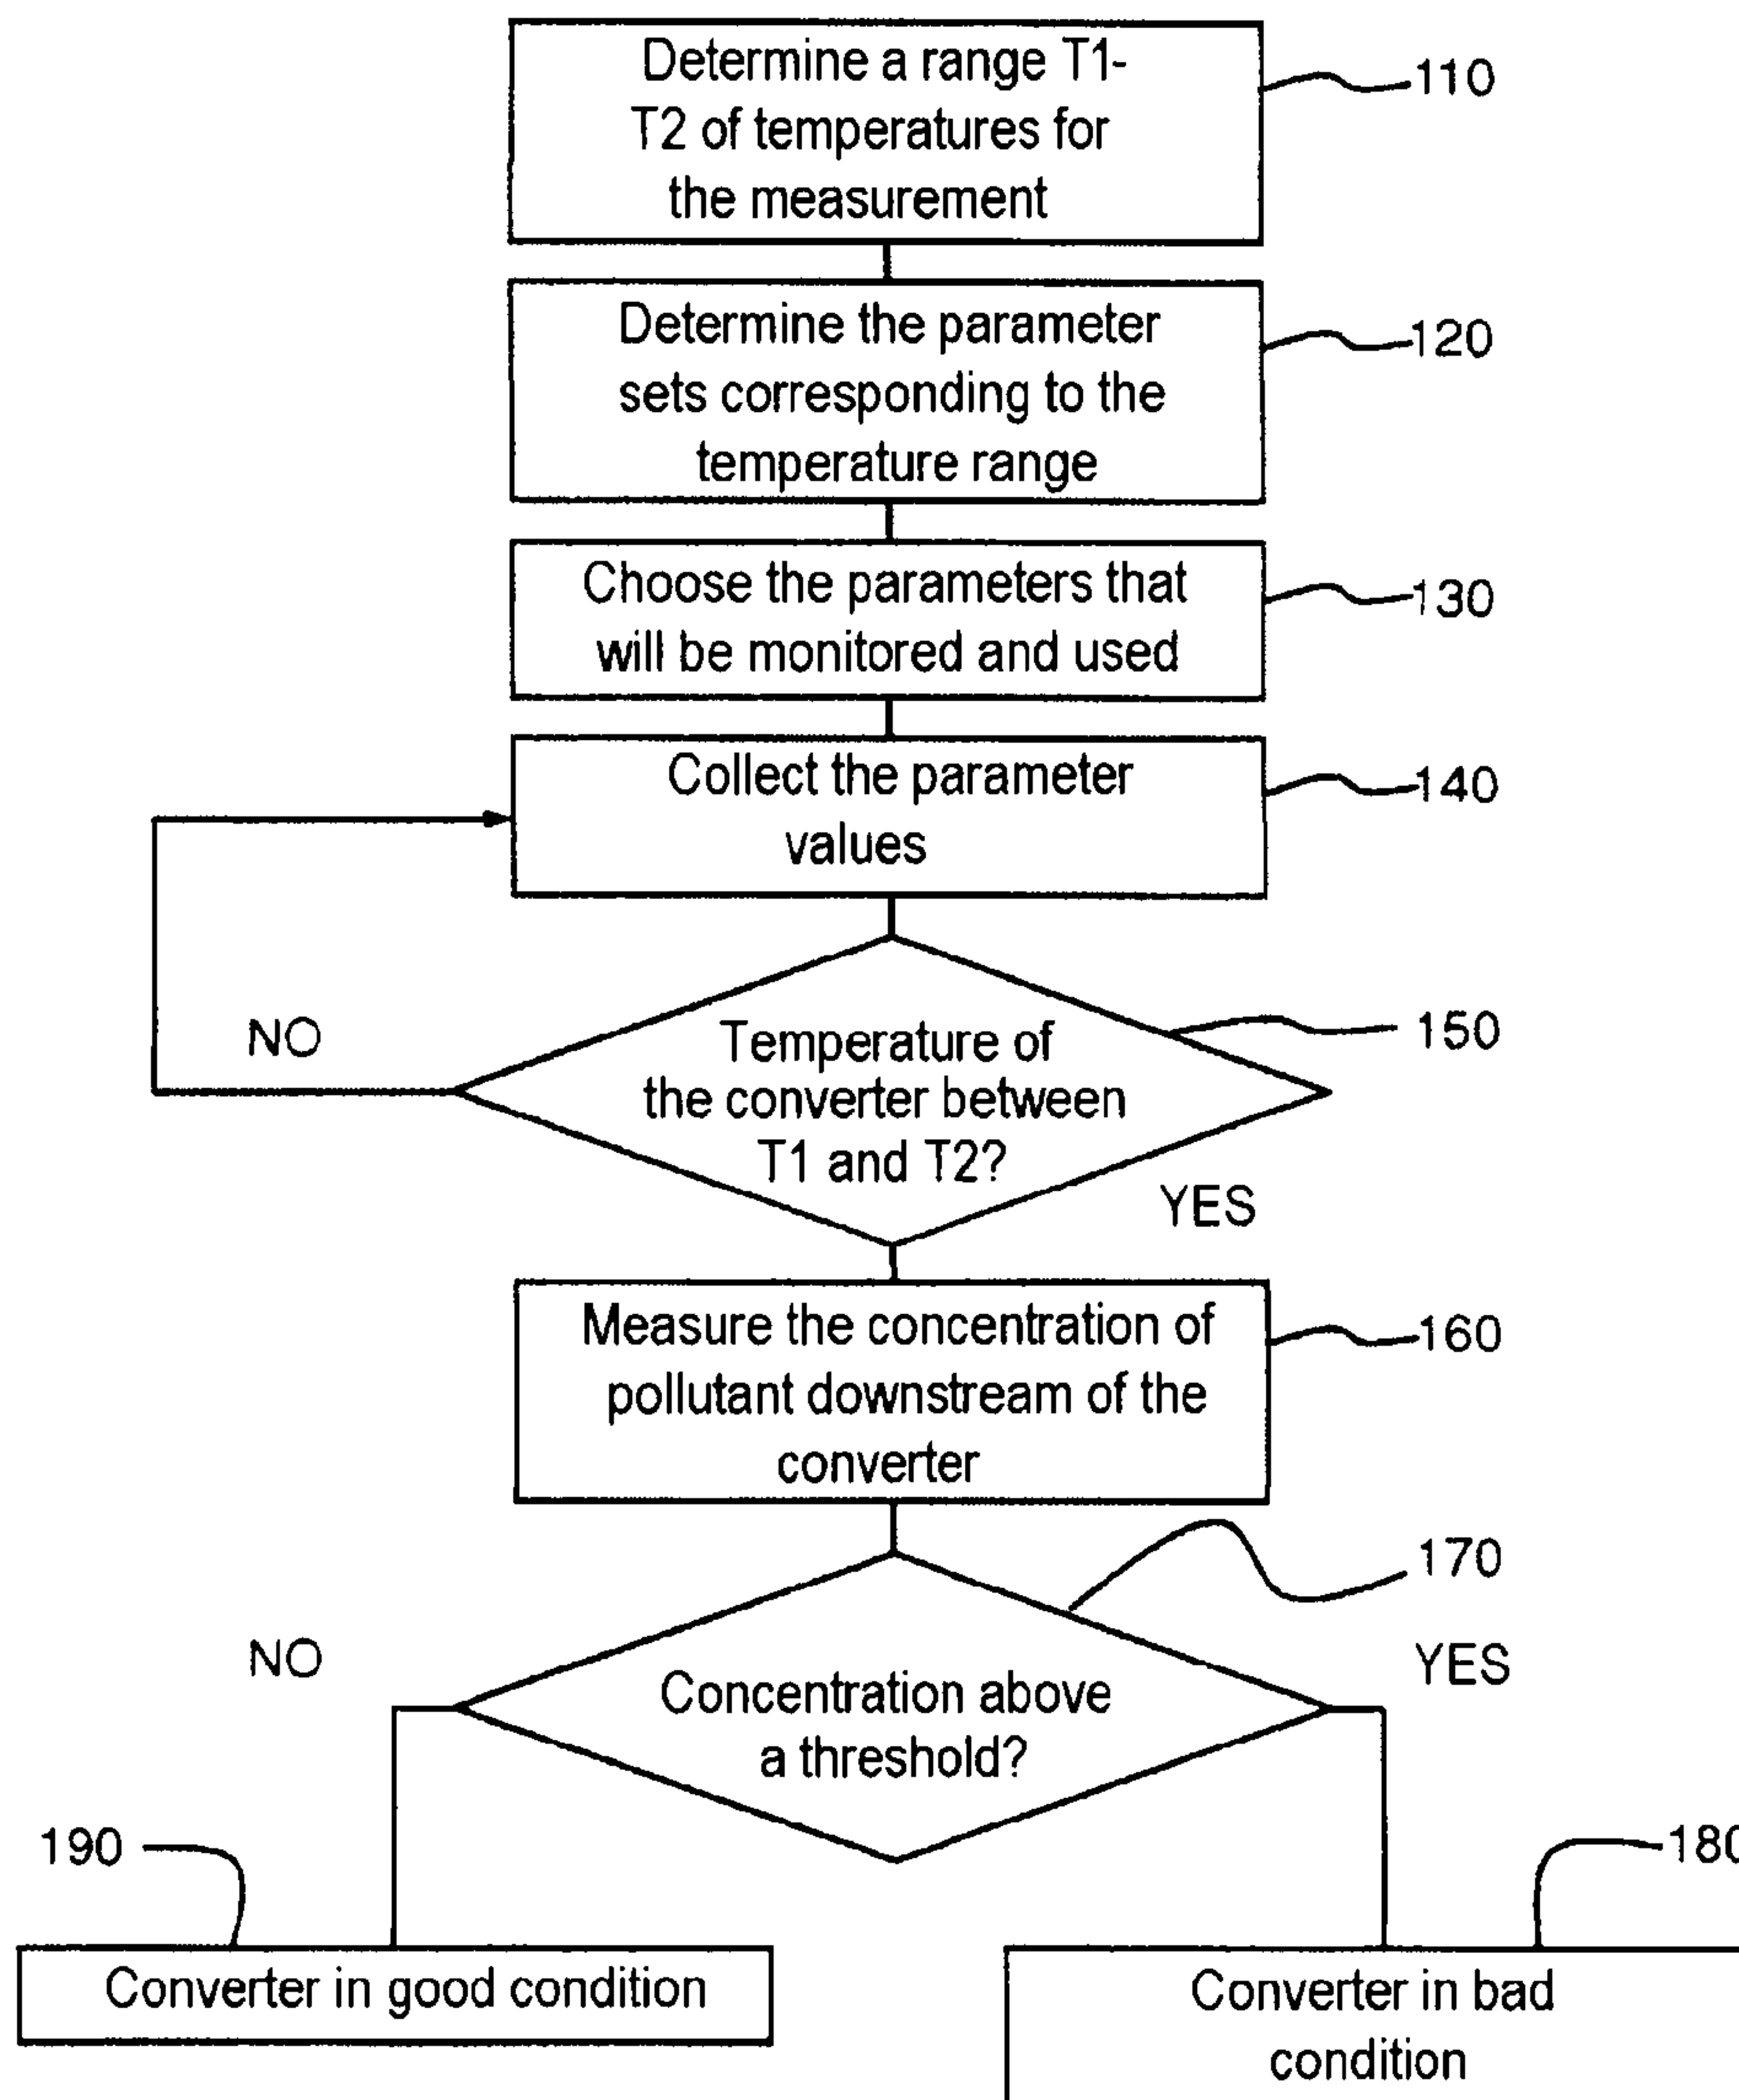 Determine a range T1-
T2 of temperatures for
the measurement
110
Determine the parameter
sets corresponding to the
temperature range
120
Choose the parameters that
will be monitored and used
130
Collect the parameter
values
140
Temperature of
the converter between
T1 and T2?
150
NO
YES
Measure the concentration of
pollutant downstream of the
converter
160
Concentration above
a threshold?
170
NO
YES
190
180
Converter in good condition
Converter in bad
condition